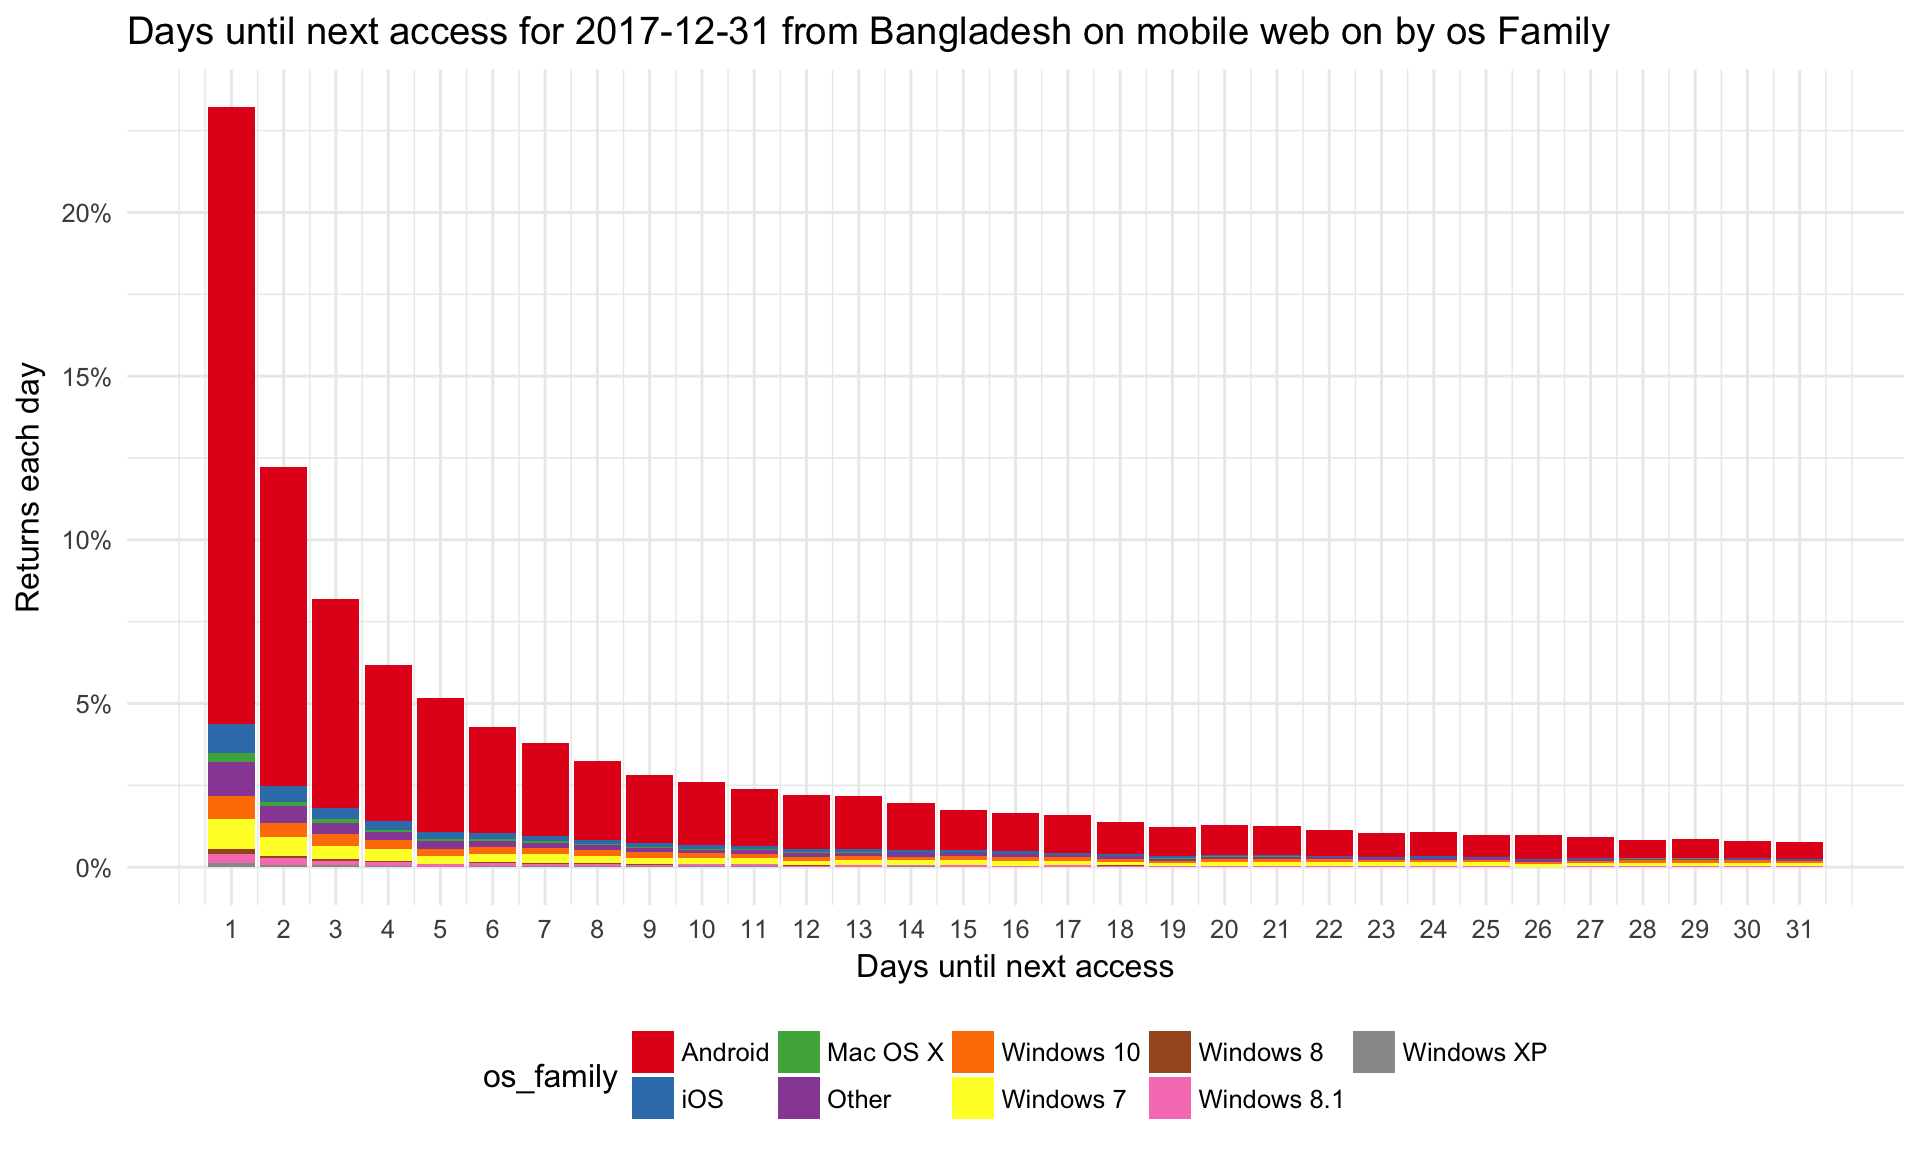 Days until next access for 2017-12-31 from Bangladesh on mobile web on by os Family
Returns each day
20%
15%
10%
5%
0%
1 2 3 4 5 6 7 8 9 10 11 12 13 14 15 16 17 18 19 20 21 22 23 24 25 26 27 28 29 30 31
Days until next access
os_family
Android Mac OS X Windows 10 Windows 8 Windows XP
iOS Other Windows 7 Windows 8.1